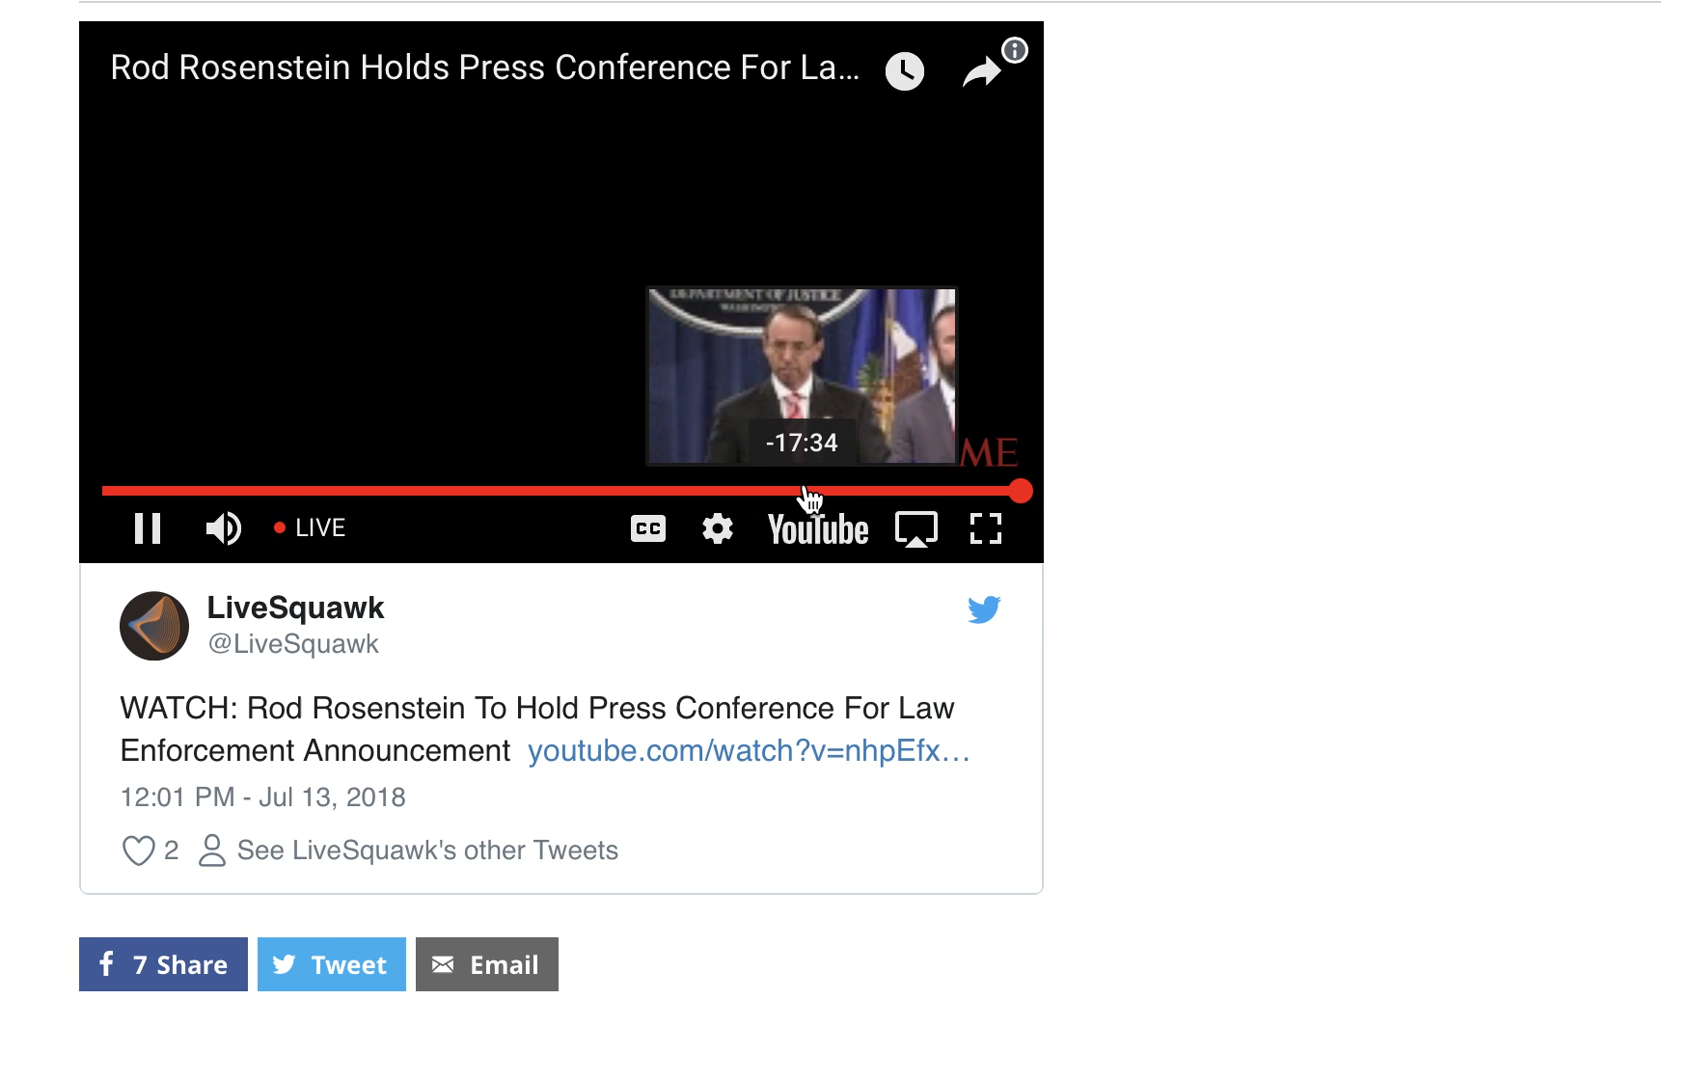 Rod Rosenstein Holds Press Conference For La...
DEPARTMENT OF JUSTICE
WASHINGTON
-17:34
ME
LIVE
CC
YouTube
LiveSquawk
@LiveSquawk
WATCH: Rod Rosenstein To Hold Press Conference For Law
Enforcement Announcement youtube.com/watch?v=nhpEfx…
12:01 PM - Jul 13, 2018
2 See LiveSquawk's other Tweets
f 7 Share Tweet Email